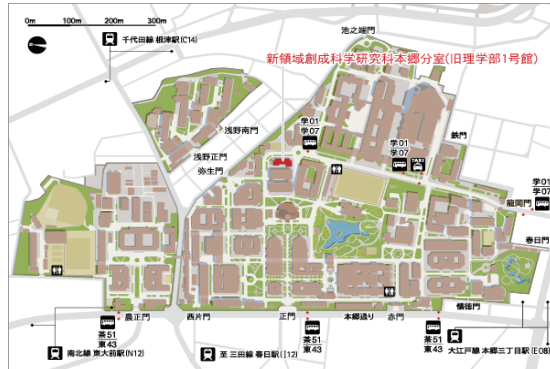 0m 100m 200m 300m
千代田線 根津駅(C14)
池之端門
新領域創成科学研究科本郷分室(旧理学部1号館)
浅野南門
学01
学07
学01
学07
TAXI
鉄門
浅野正門
弥生門
学01
学07
龍岡門
春日門
農正門
西片門
正門
本郷通り
赤門
懐徳門
茶51
東43
茶51
東43
茶51
東43
南北線 東大前駅(N12)
至 三田線 春日駅(I12)
大江戸線 本郷三丁目駅(E08)